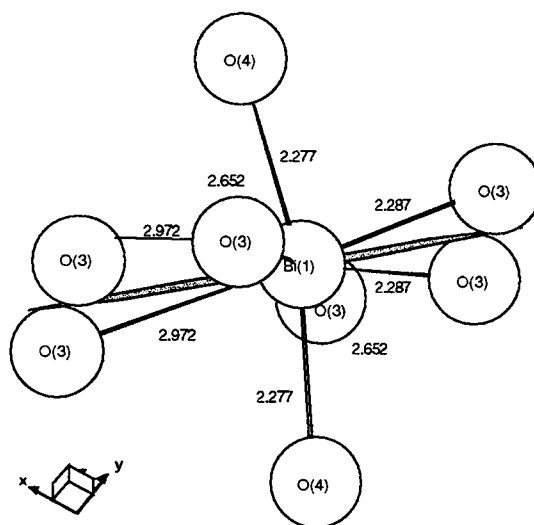 O(4)
2.277
2.652
2.287
O(3)
2.972
O(3)
O(3)
Bi(1)
O(3)
2.287
O(3)
O(3)
2.972
2.652
2.277
x
y
O(4)